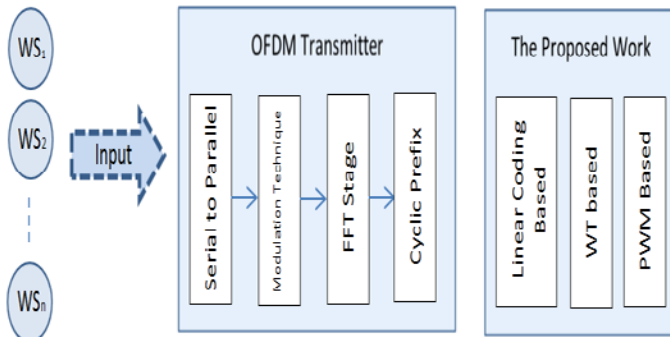 WS1
WS2
WSn
Input
OFDM Transmitter
Serial to Parallel
Modulation Technique
FFT Stage
Cyclic Prefix
The Proposed Work
Linear Coding
Based
WT based
PWM Based